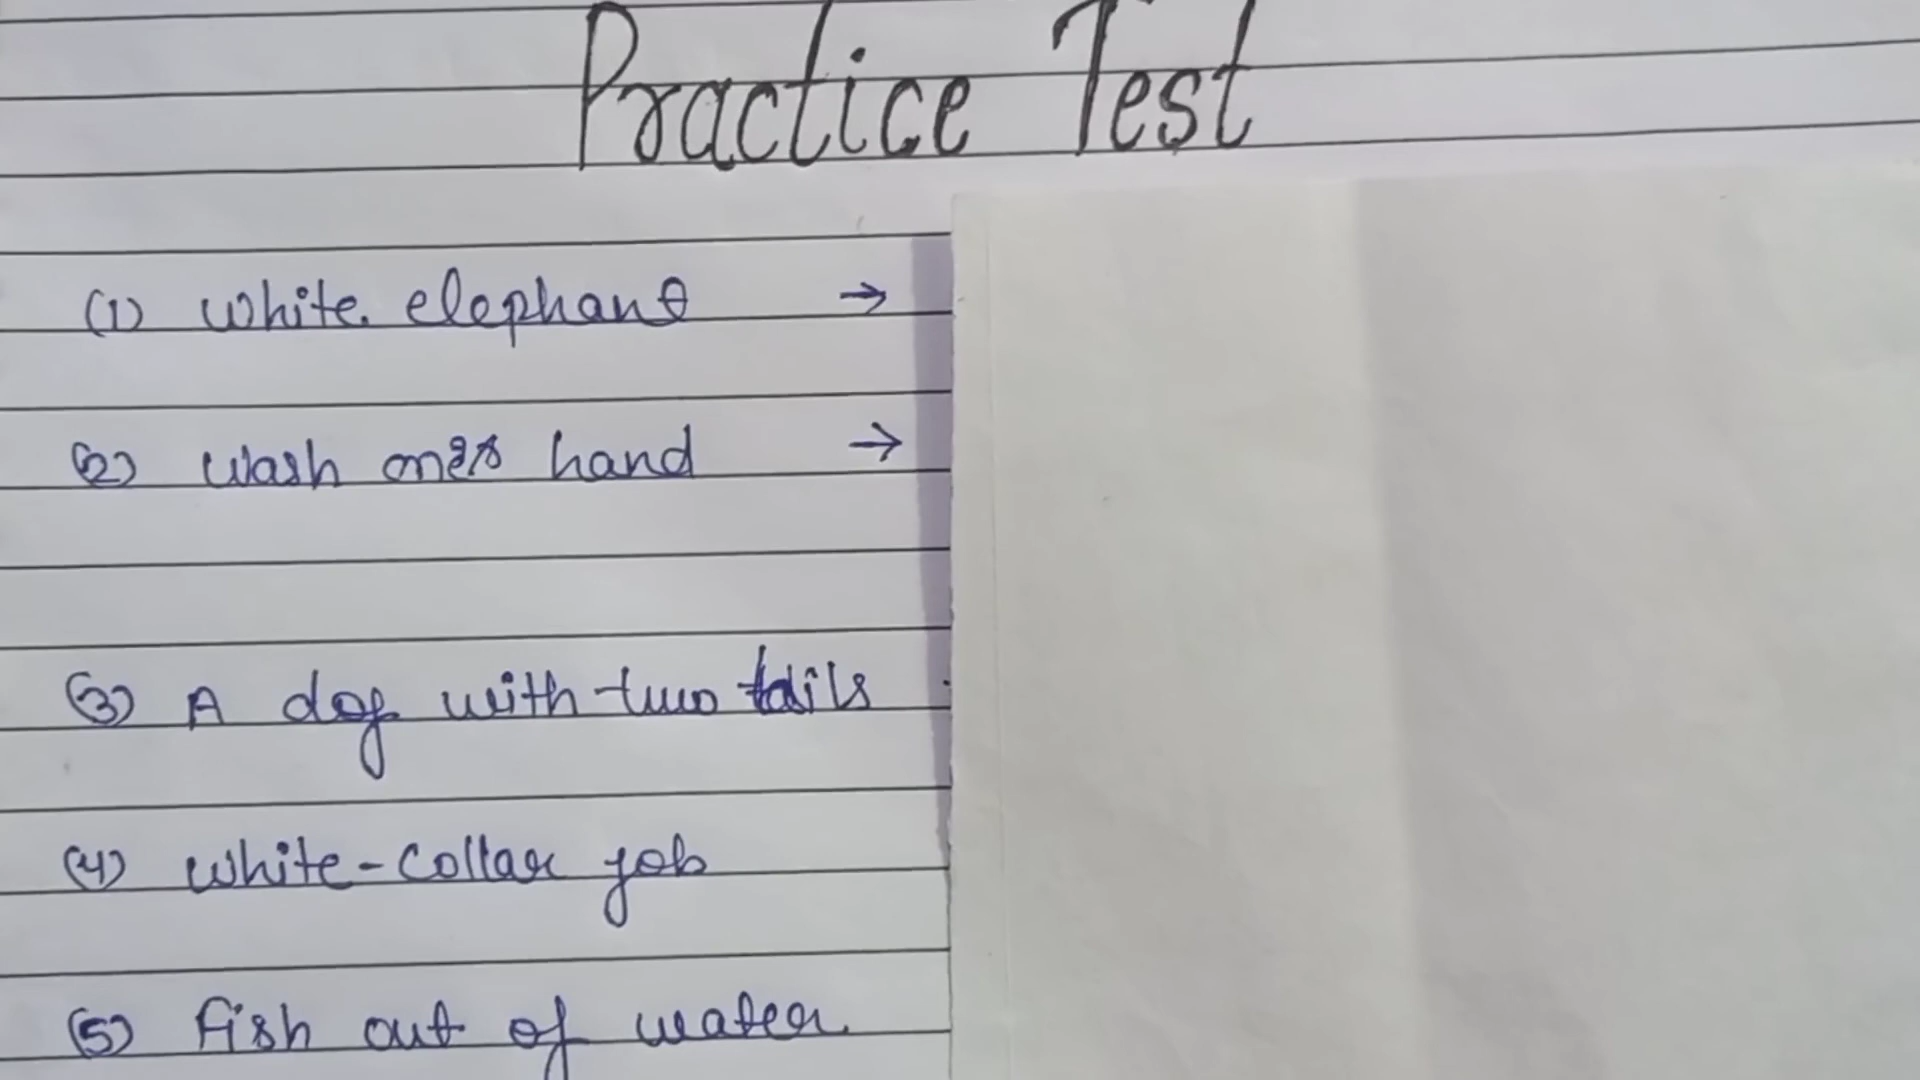 Practice Test
(1) White elephant →
(2) Wash one's hand →
(3) A dog with two tails
(4) White-Collar job
(5) Fish out of water